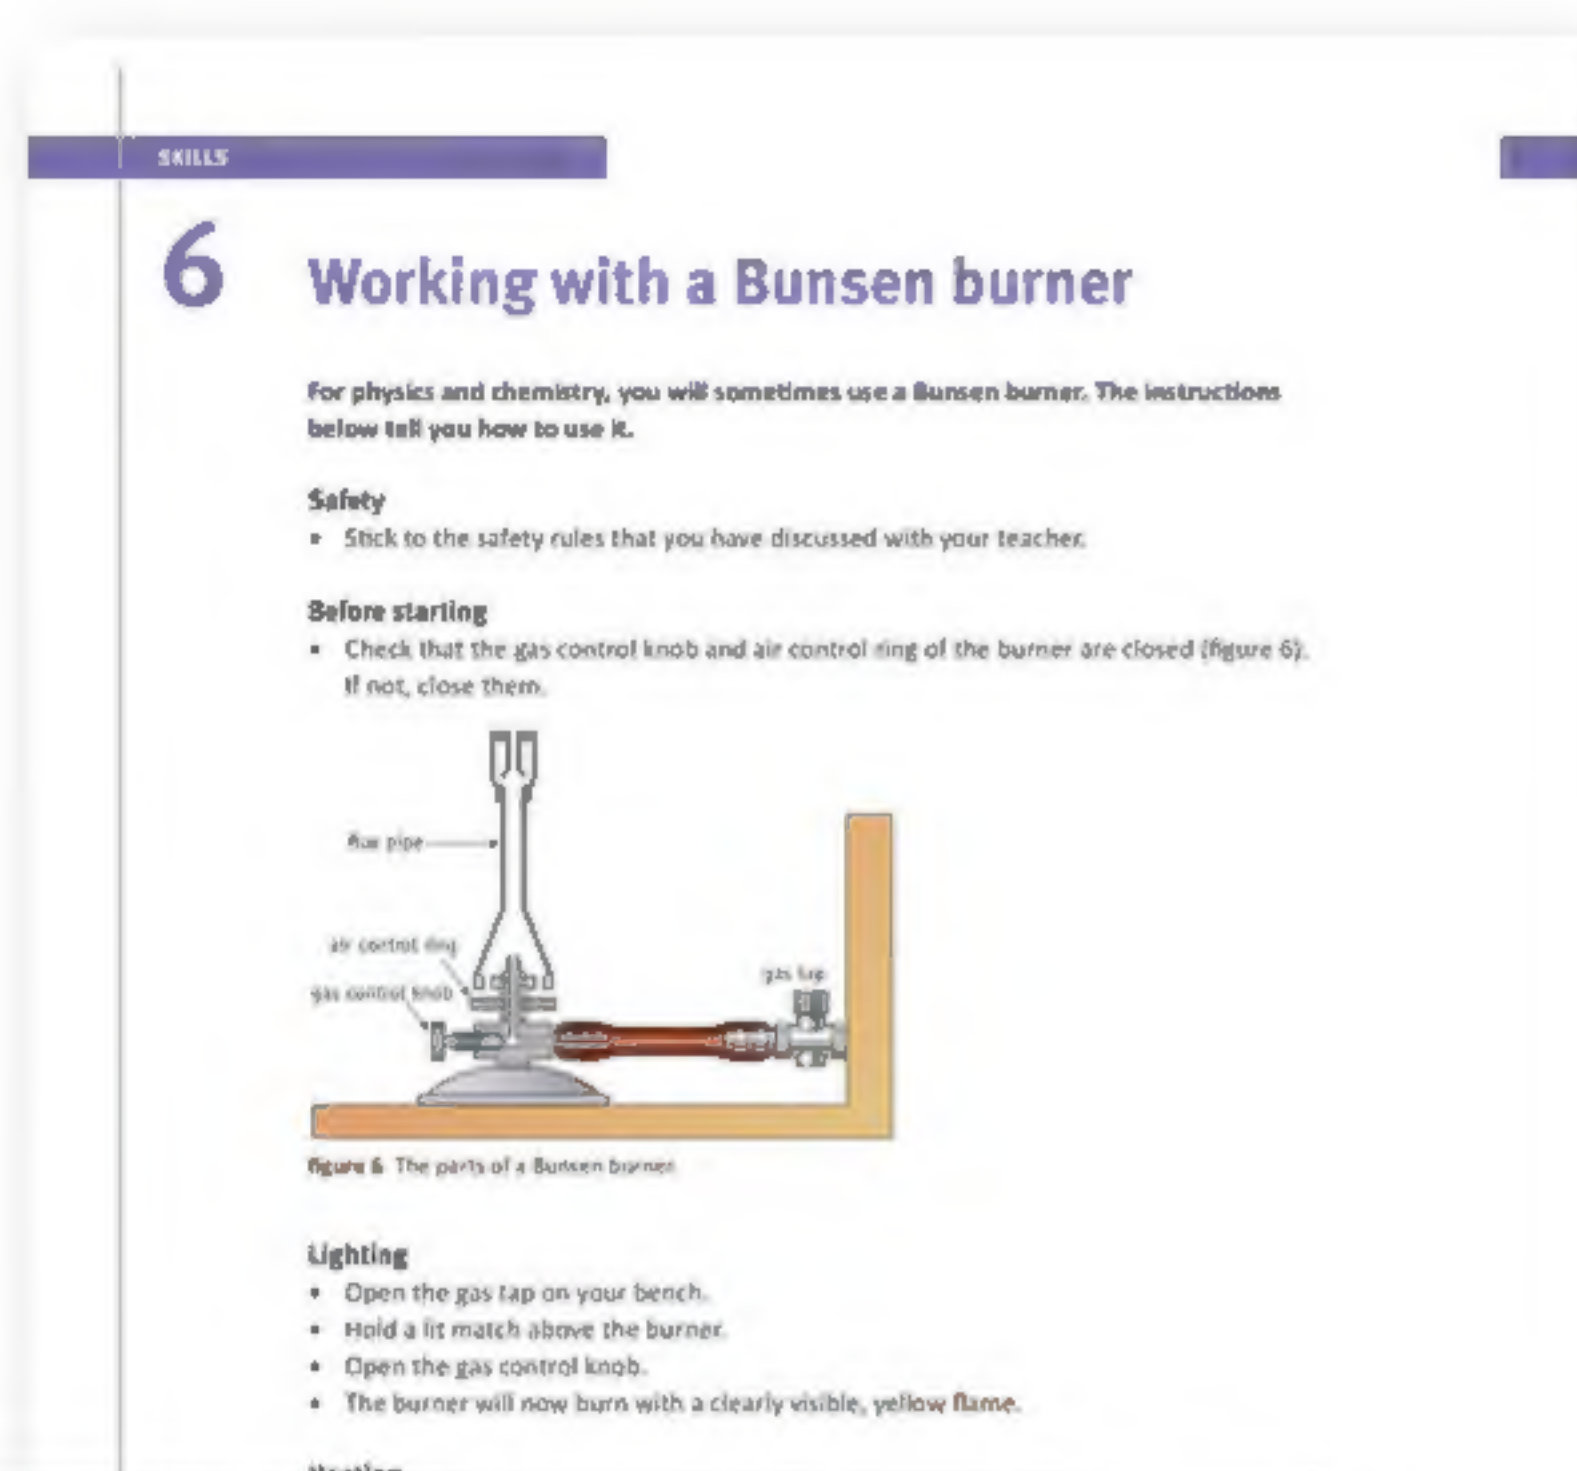 SKILLS
6
Working with a Bunsen burner
For physics and chemistry, you will sometimes use a Bunsen burner. The instructions
below tell you how to use it.
Safety
• Stick to the safety rules that you have discussed with your teacher.
Before starting
• Check that the gas control knob and air control ring of the burner are closed (figure 6).
If not, close them.
flue pipe
air control ring
gas control knob
gas tap
figure 6 The parts of a Bunsen burner
Lighting
• Open the gas tap on your bench.
• Hold a lit match above the burner.
• Open the gas control knob.
• The burner will now burn with a clearly visible, yellow flame.